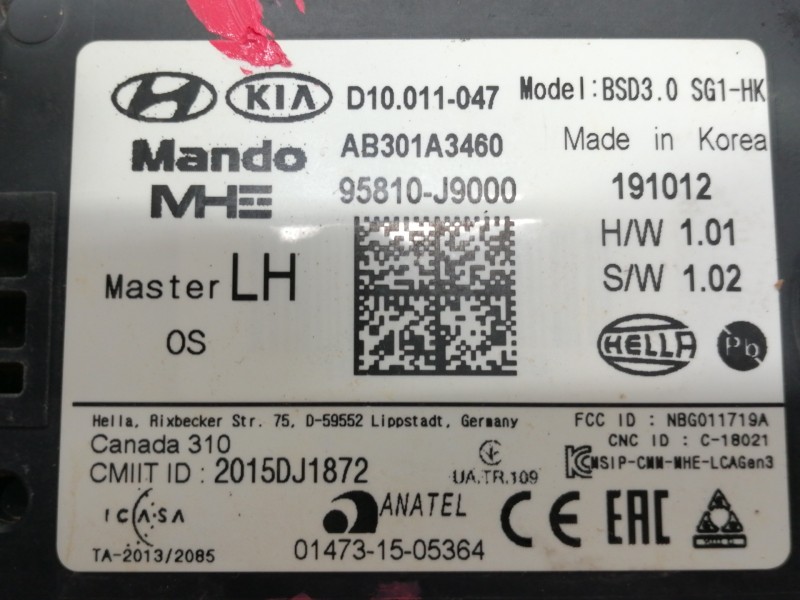 KIA D10.011-047 Model:BSD3.0 SG1-HK
Mando AB301A3460 Made in Korea
MHE 95810-J9000 191012
H/W 1.01
Master LH S/W 1.02
OS HELLA Pb
Hella, Rixbecker Str. 75, D-59552 Lippstadt, Germany FCC ID : NBG011719A
Canada 310 CNC ID : C-18021
CMIIT ID : 2015DJ1872 UA.TR.109 MSIP-CMM-MHE-LCAGen3
ICASA ANATEL CE EAC
TA-2013/2085 01473-15-05364